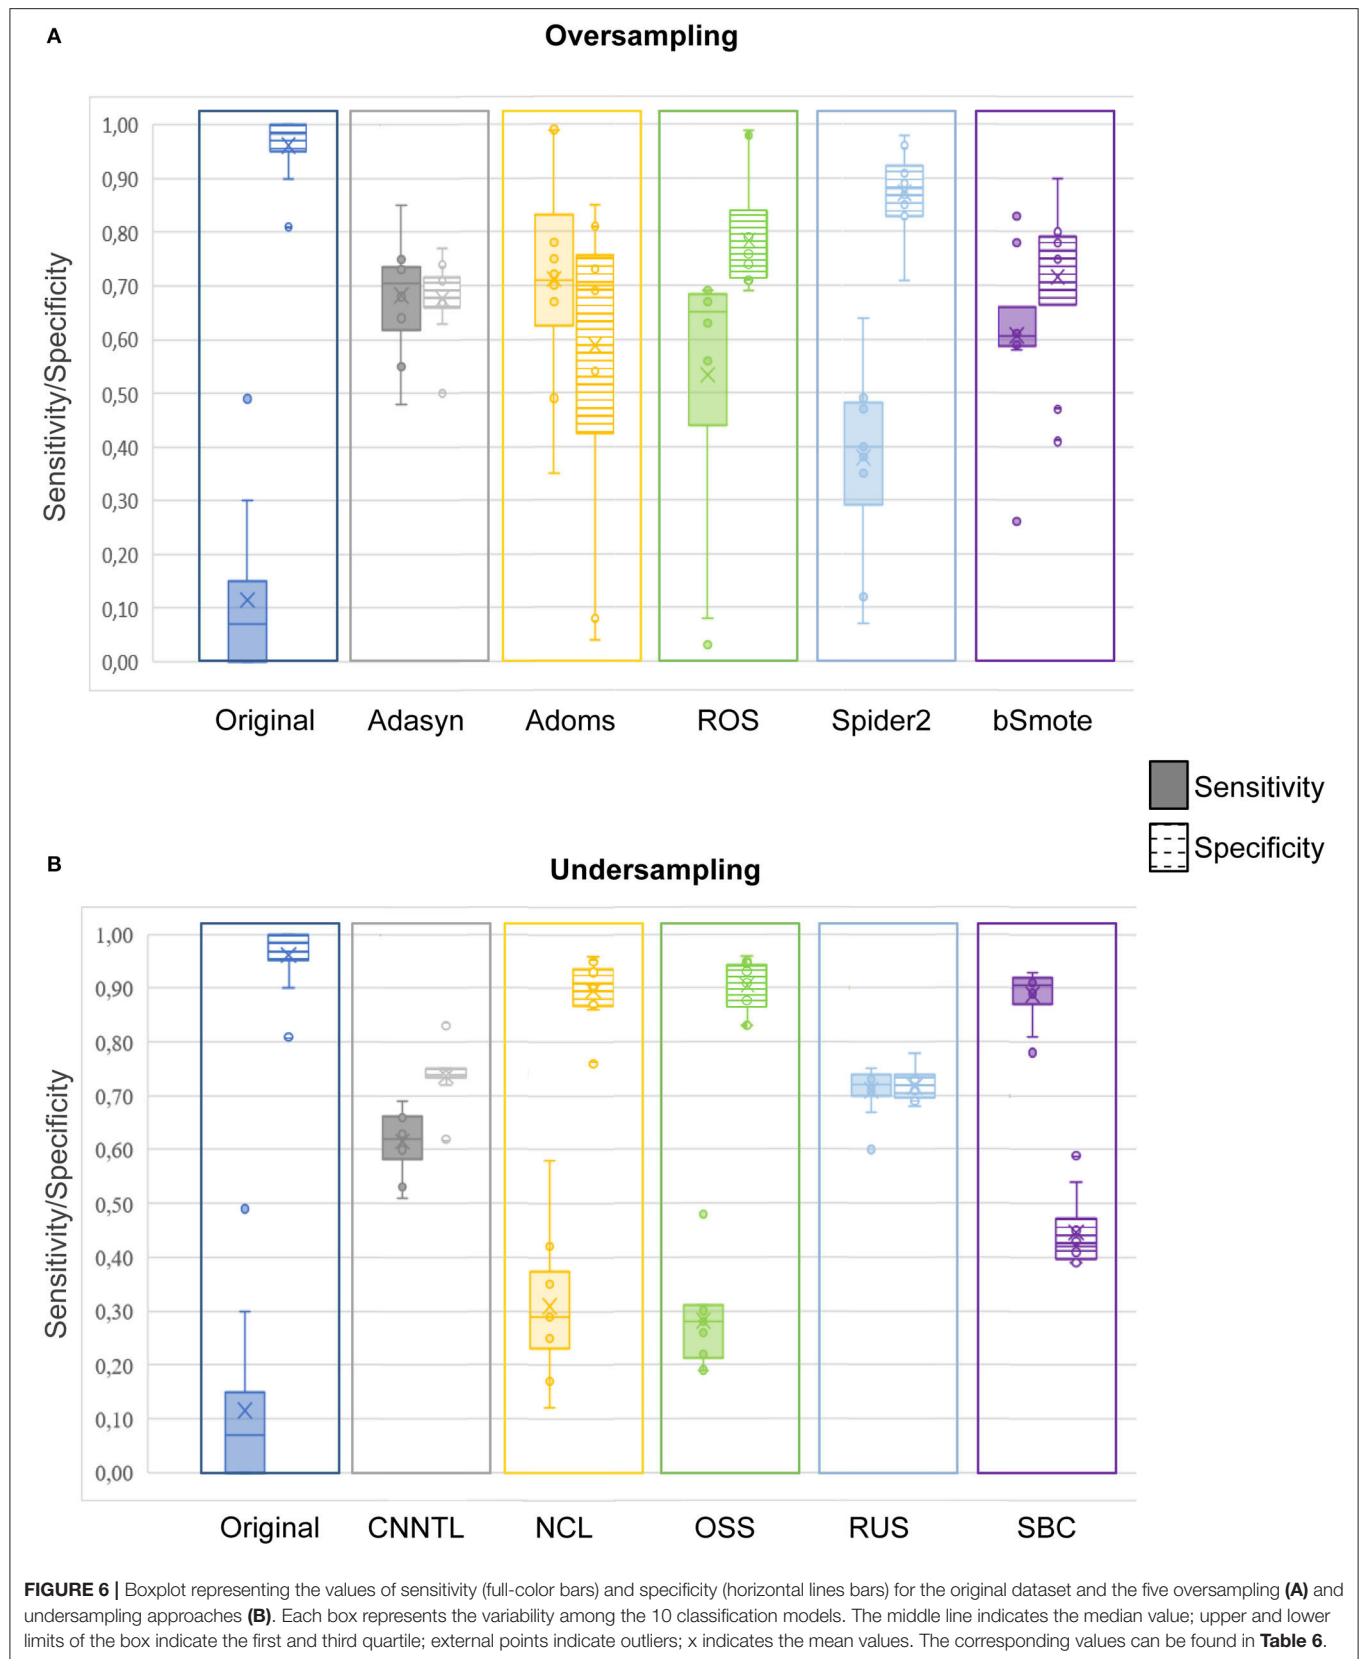 A
Oversampling
Sensitivity/Specificity
1,00
0,90
0,80
0,70
0,60
0,50
0,40
0,30
0,20
0,10
0,00
Original Adasyn Adoms ROS Spider2 bSmote
Sensitivity
Specificity
B
Undersampling
Sensitivity/Specificity
1,00
0,90
0,80
0,70
0,60
0,50
0,40
0,30
0,20
0,10
0,00
Original CNNTL NCL OSS RUS SBC
FIGURE 6 | Boxplot representing the values of sensitivity (full-color bars) and specificity (horizontal lines bars) for the original dataset and the five oversampling (A) and
undersampling approaches (B). Each box represents the variability among the 10 classification models. The middle line indicates the median value; upper and lower
limits of the box indicate the first and third quartile; external points indicate outliers; x indicates the mean values. The corresponding values can be found in Table 6.